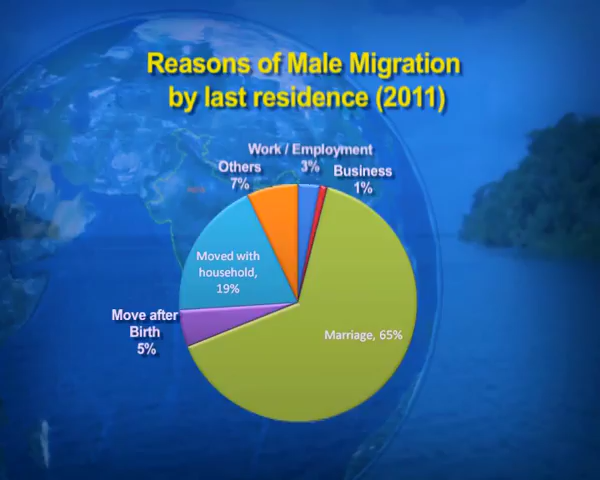 Reasons of Male Migration
by last residence (2011)
Work / Employment
3%
Business
1%
Others
7%
Moved with
household,
19%
Move after
Birth
5%
Marriage, 65%